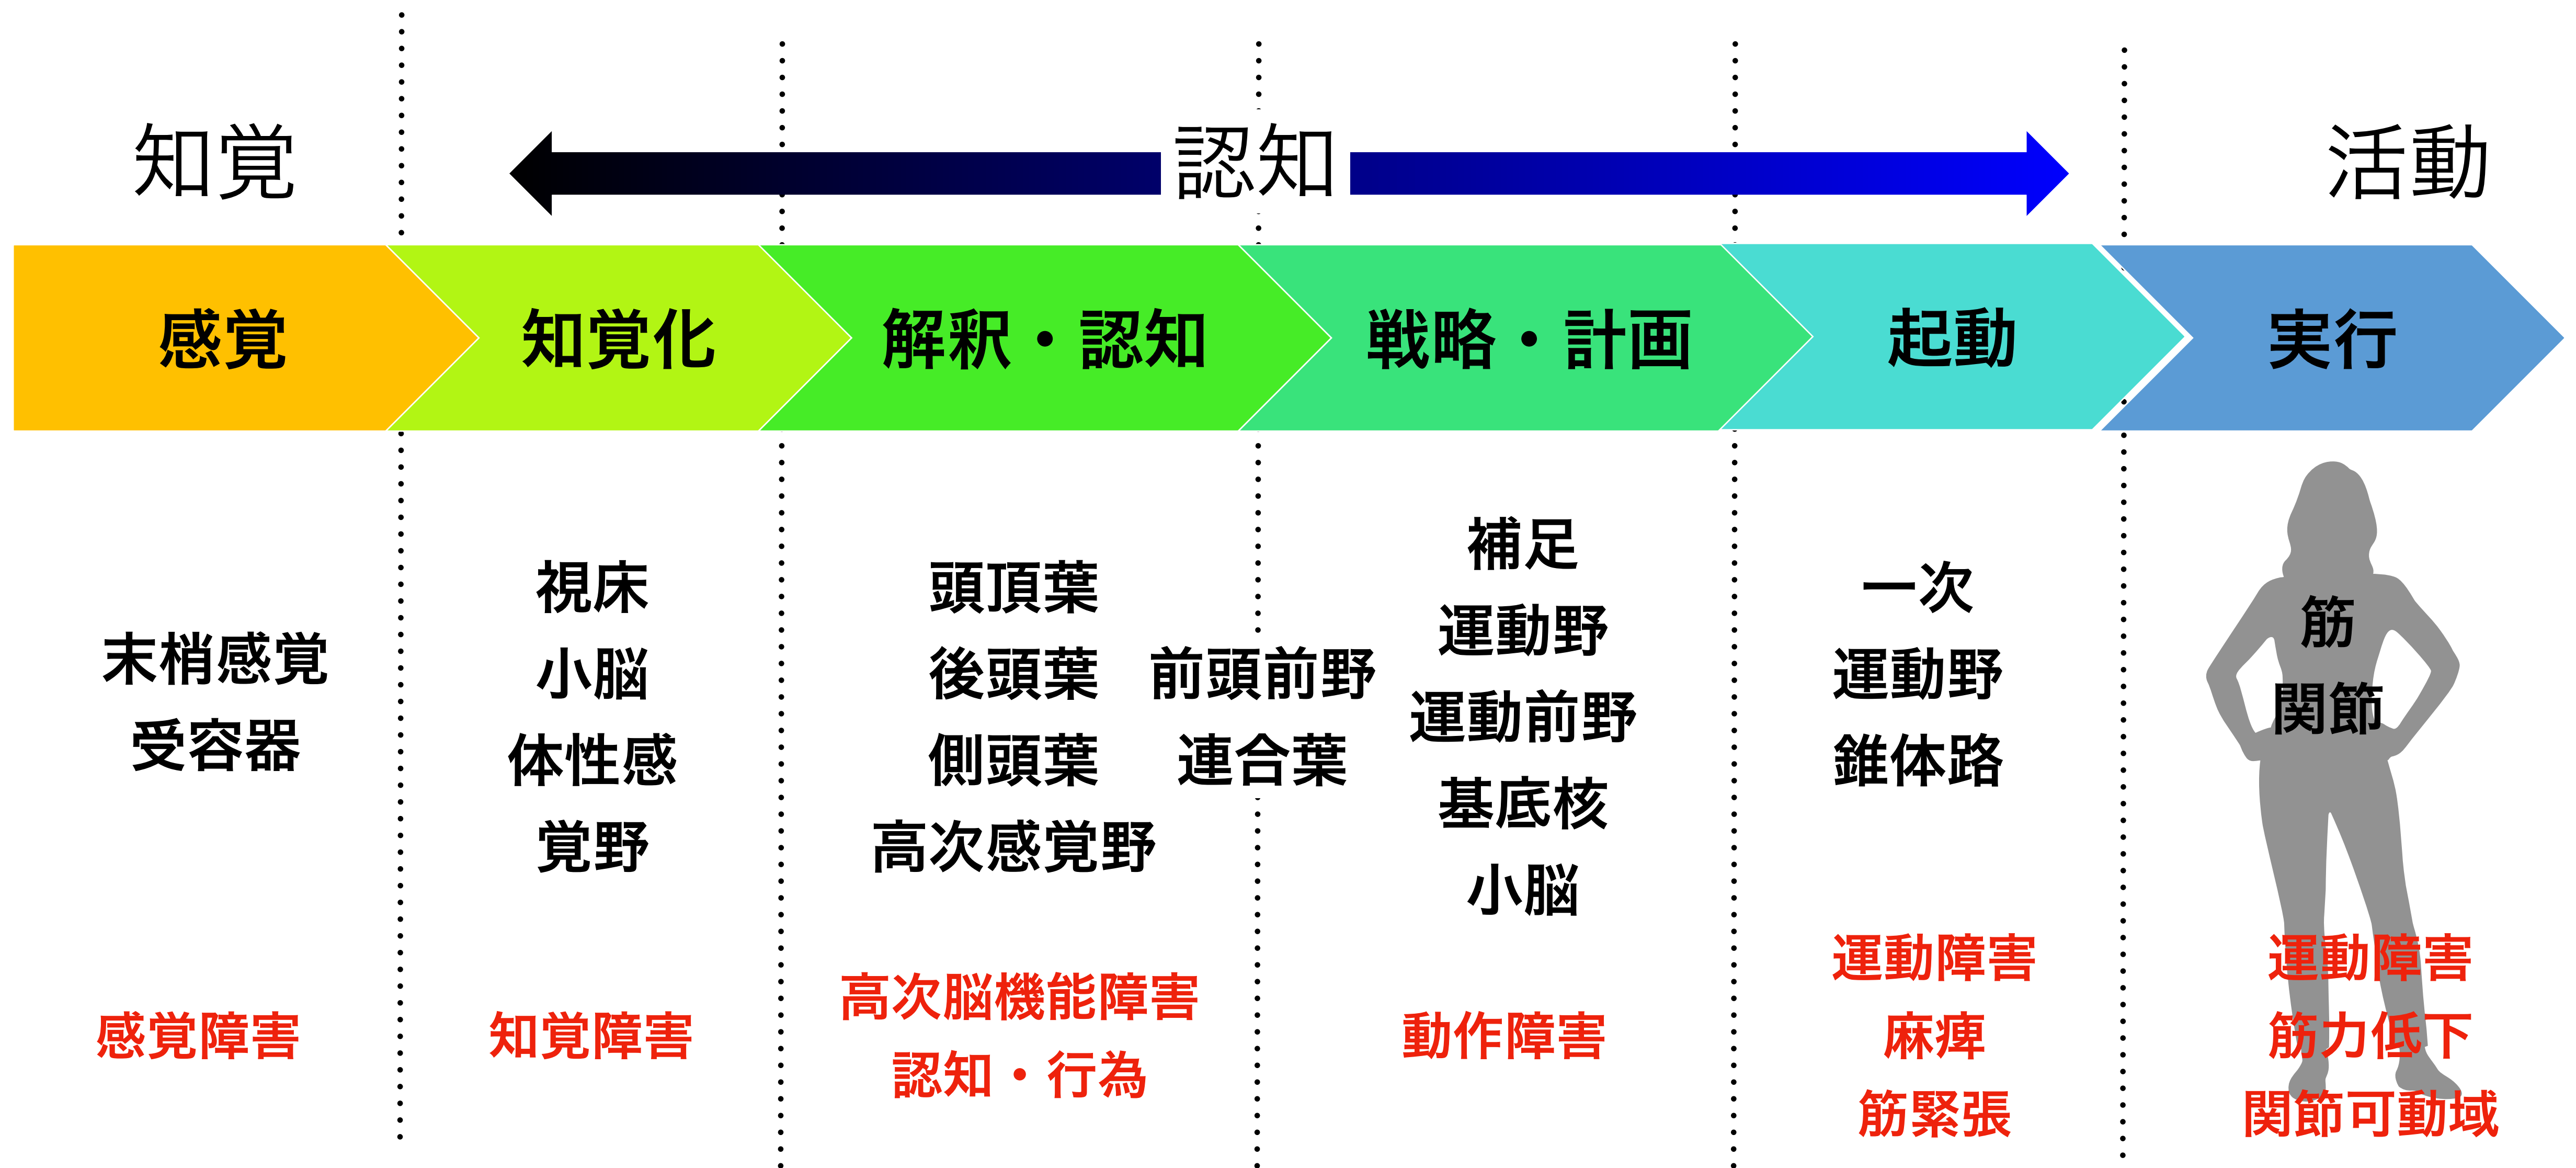 知覚
認知
活動
感覚
知覚化
解釈・認知
戦略・計画
起動
実行
末梢感覚
受容器
視床
小脳
体性感
覚野
頭頂葉
後頭葉
側頭葉
高次感覚野
前頭前野
連合葉
補足
運動野
運動前野
基底核
小脳
一次
運動野
錐体路
筋
関節
感覚障害
知覚障害
高次脳機能障害
認知・行為
動作障害
運動障害
麻痺
筋緊張
運動障害
筋力低下
関節可動域